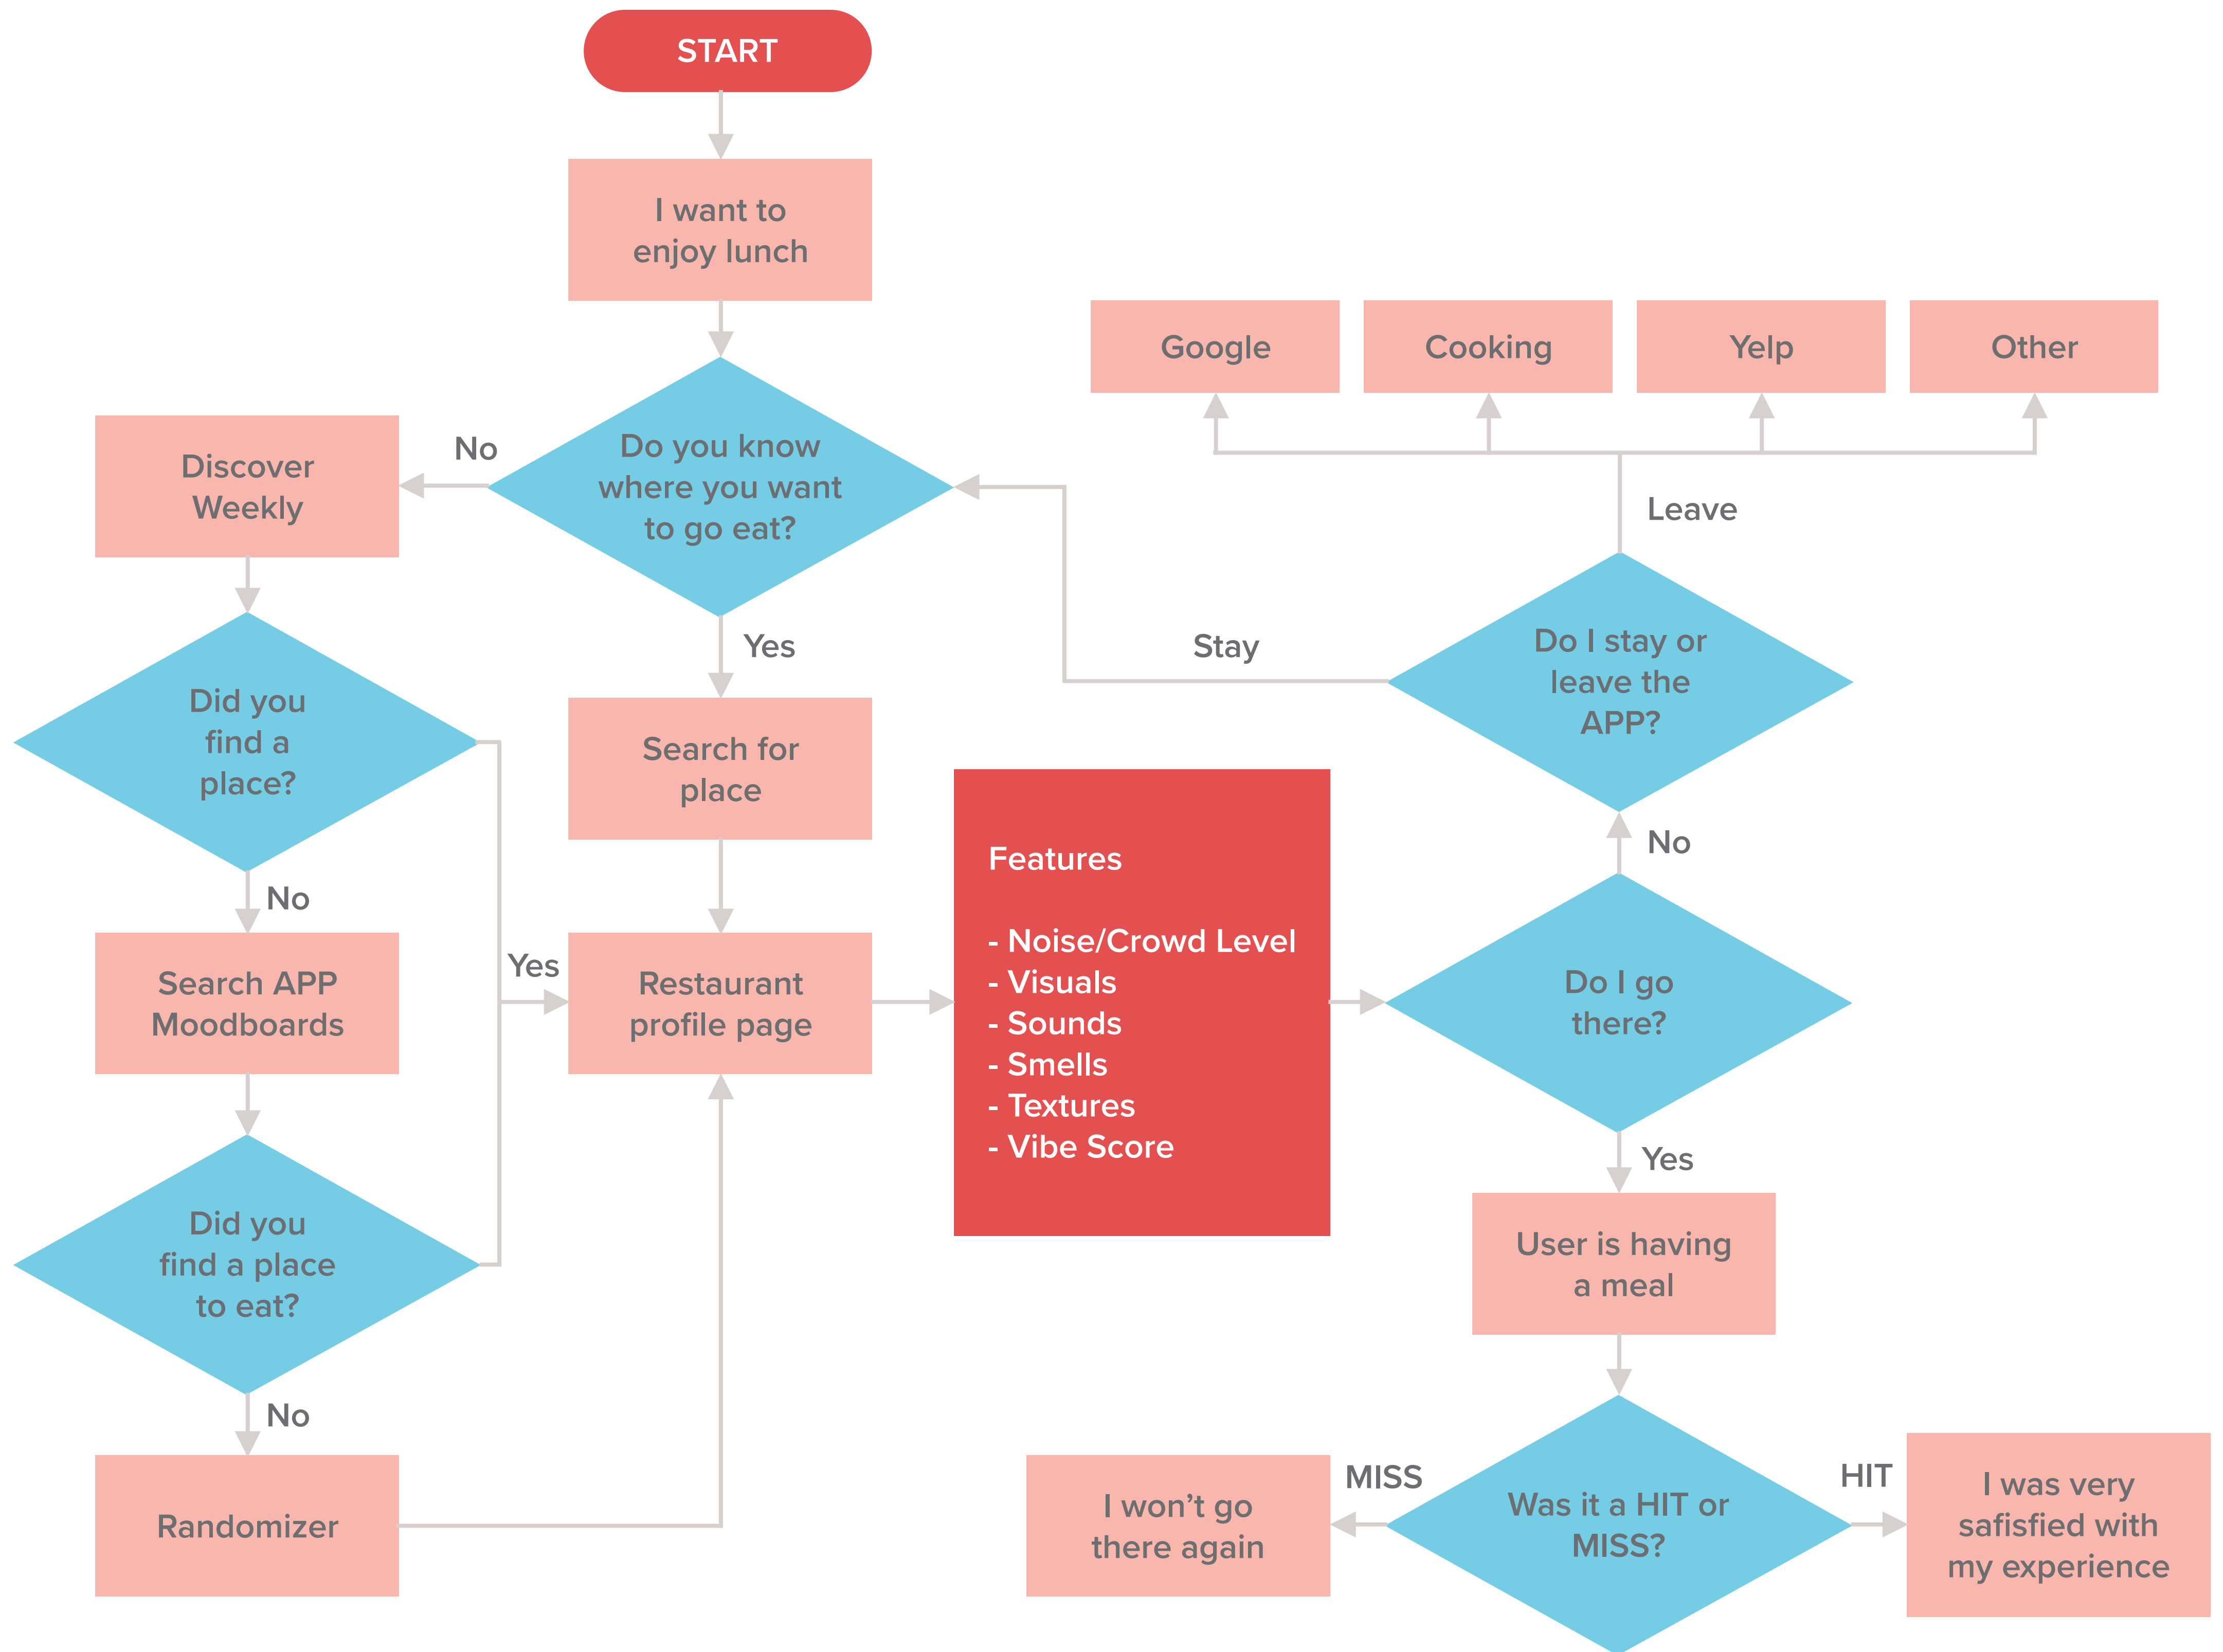 START
I want to
enjoy lunch
Google
Cooking
Yelp
Other
Do you know
where you want
to go eat?
No
Discover
Weekly
Leave
Stay
Yes
Do I stay or
leave the
APP?
Did you
find a
place?
Search for
place
No
No
Features
- Noise/Crowd Level
- Visuals
- Sounds
- Smells
- Textures
- Vibe Score
Search APP
Moodboards
Yes
Restaurant
profile page
Do I go
there?
Yes
Did you
find a place
to eat?
User is having
a meal
No
Randomizer
I won’t go
there again
MISS
Was it a HIT or
MISS?
HIT
I was very
safisfied with
my experience